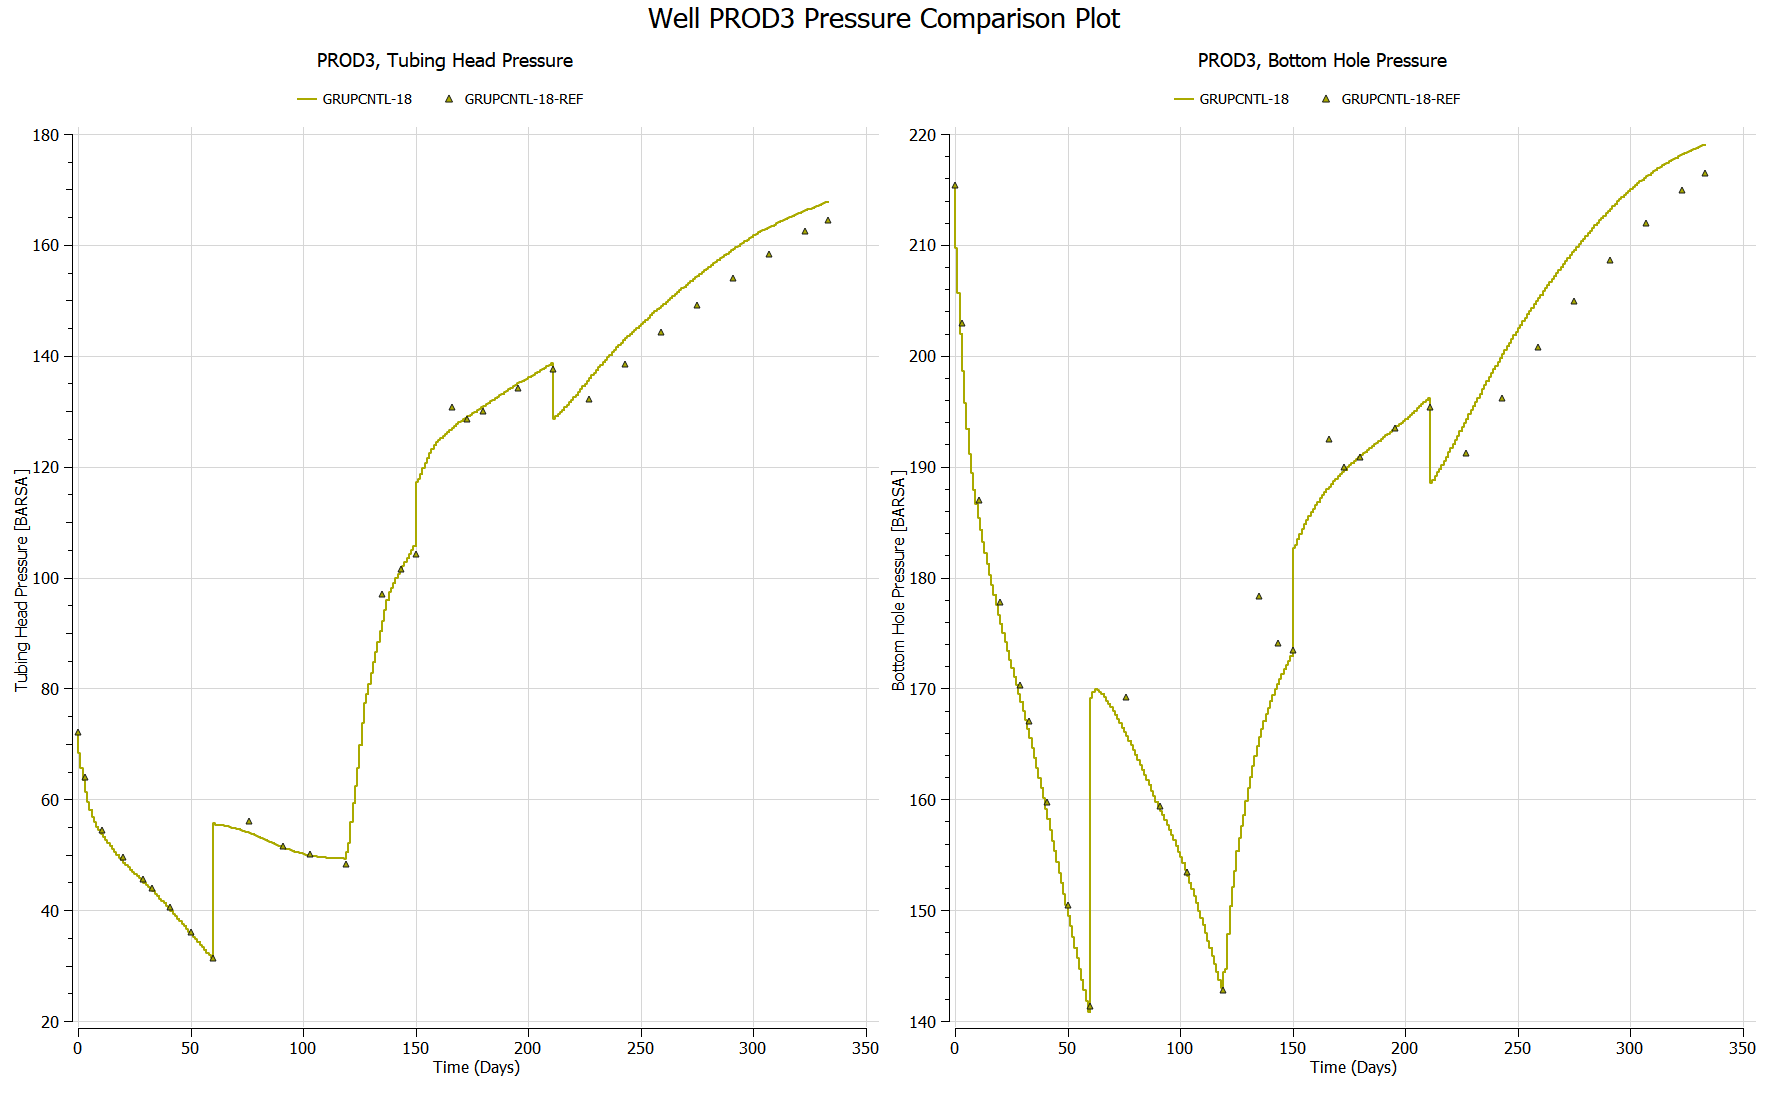 Well PROD3 Pressure Comparison Plot
PROD3, Tubing Head Pressure
GRUPCNTL-18 GRUPCNTL-18-REF
180
160
140
120
100
80
60
40
20
Tubing Head Pressure [BARSA]
0 50 100 150 200 250 300 350
Time (Days)
PROD3, Bottom Hole Pressure
GRUPCNTL-18 GRUPCNTL-18-REF
220
210
200
190
180
170
160
150
140
Bottom Hole Pressure [BARSA]
0 50 100 150 200 250 300 350
Time (Days)